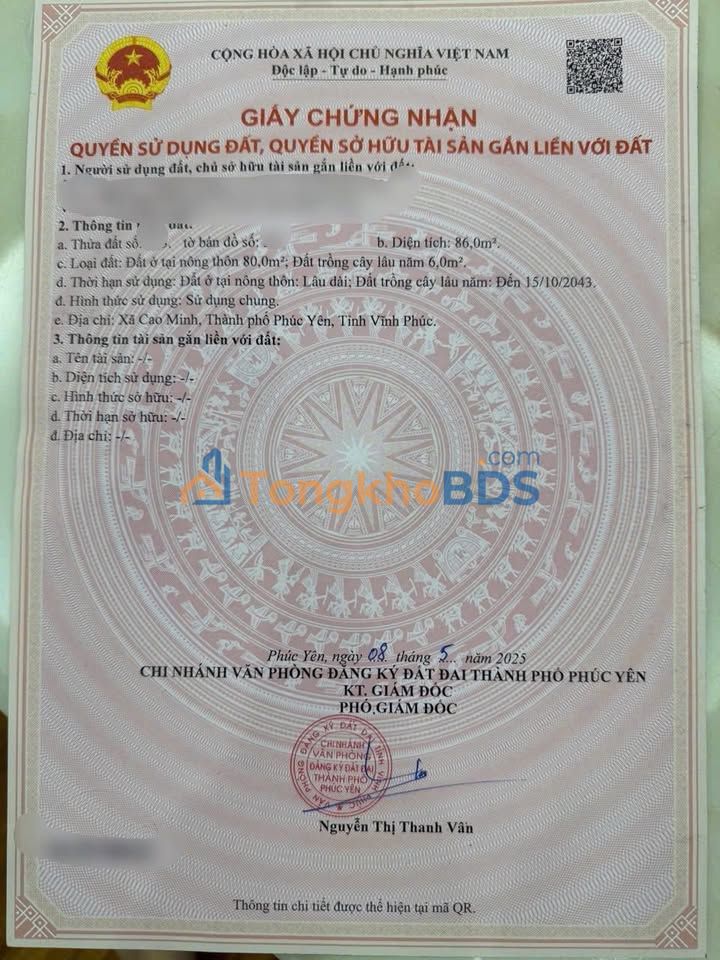 CỘNG HÒA XÃ HỘI CHỦ NGHĨA VIỆT NAM
Độc lập - Tự do - Hạnh phúc
GIẤY CHỨNG NHẬN
QUYỀN SỬ DỤNG ĐẤT, QUYỀN SỞ HỮU TÀI SẢN GẮN LIỀN VỚI ĐẤT
1. Người sử dụng đất, chủ sở hữu tài sản gắn liền với đất:
2. Thông tin
a. Thửa đất số: tờ bản đồ số: b. Diện tích: 86,0m².
c. Loại đất: Đất ở tại nông thôn 80,0m²; Đất trồng cây lâu năm 6,0m².
d. Thời hạn sử dụng: Đất ở tại nông thôn: Lâu dài; Đất trồng cây lâu năm: Đến 15/10/2043.
đ. Hình thức sử dụng: Sử dụng chung.
e. Địa chỉ: Xã Cao Minh, Thành phố Phúc Yên, Tỉnh Vĩnh Phúc.
3. Thông tin tài sản gắn liền với đất:
a. Tên tài sản: -/-
b. Diện tích sử dụng: -/-
c. Hình thức sở hữu: -/-
d. Thời hạn sở hữu: -/-
đ. Địa chỉ: -/-
TongkhoBDS.com
Phúc Yên, ngày 08 tháng 5 năm 2025
CHI NHÁNH VĂN PHÒNG ĐĂNG KÝ ĐẤT ĐAI THÀNH PHỐ PHÚC YÊN
KT. GIÁM ĐỐC
PHÓ GIÁM ĐỐC
VĂN PHÒNG ĐĂNG KÝ ĐẤT ĐAI TỈNH VĨNH PHÚC
CHI NHÁNH
VĂN PHÒNG
ĐĂNG KÝ ĐẤT ĐAI
THÀNH PHỐ
PHÚC YÊN
Nguyễn Thị Thanh Vân
Thông tin chi tiết được thể hiện tại mã QR.